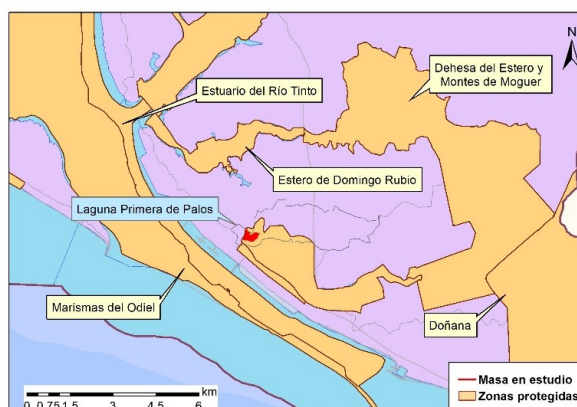 N
Dehesa del Estero y
Montes de Moguer
Estuario del Río Tinto
Estero de Domingo Rubio
Laguna Primera de Palos
Marismas del Odiel
Doñana
km
0 0,75 1,5 3 4,5 6
Masa en estudio
Zonas protegidas